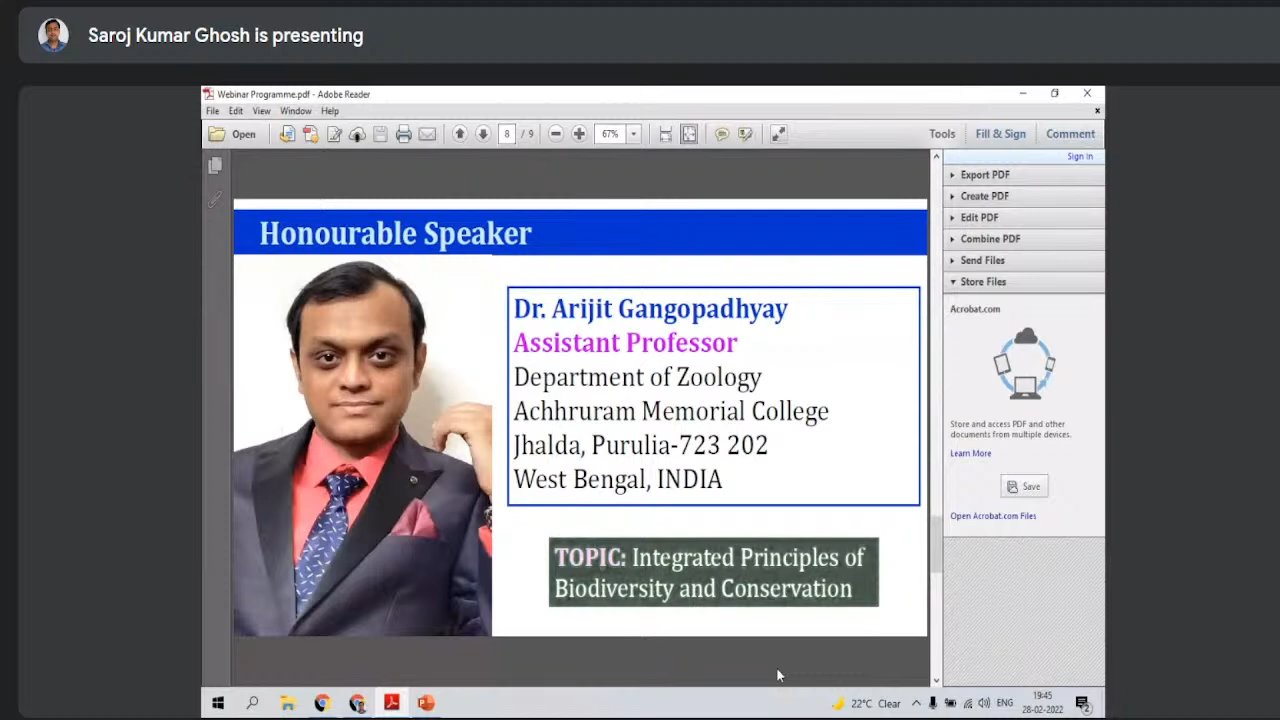 Saroj Kumar Ghosh is presenting
Webinar Programme.pdf - Adobe Reader
File Edit View Window Help
Open 8 / 9 67% Tools Fill & Sign Comment
Sign In
Export PDF
Create PDF
Edit PDF
Combine PDF
Send Files
Store Files
Acrobat.com
Store and access PDF and other
documents from multiple devices.
Learn More
Save
Open Acrobat.com Files
Honourable Speaker
Dr. Arijit Gangopadhyay
Assistant Professor
Department of Zoology
Achhruram Memorial College
Jhalda, Purulia-723 202
West Bengal, INDIA
TOPIC: Integrated Principles of
Biodiversity and Conservation
22°C Clear ENG
19:45
28-02-2022
2